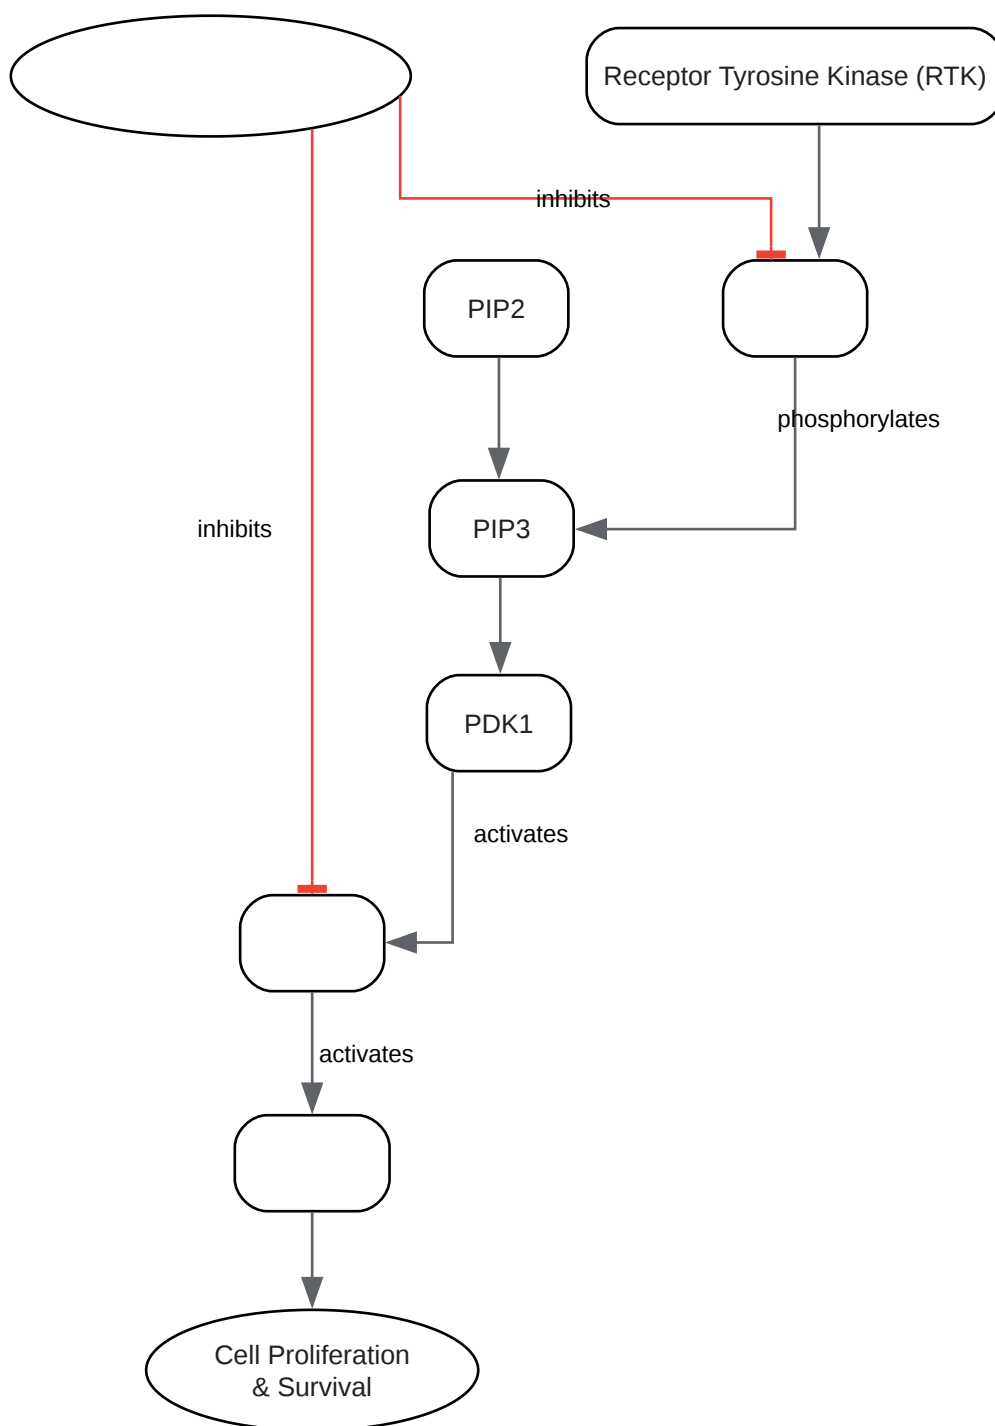 Receptor Tyrosine Kinase (RTK)
inhibits
PIP2
phosphorylates
inhibits
PIP3
PDK1
activates
activates
Cell Proliferation
& Survival